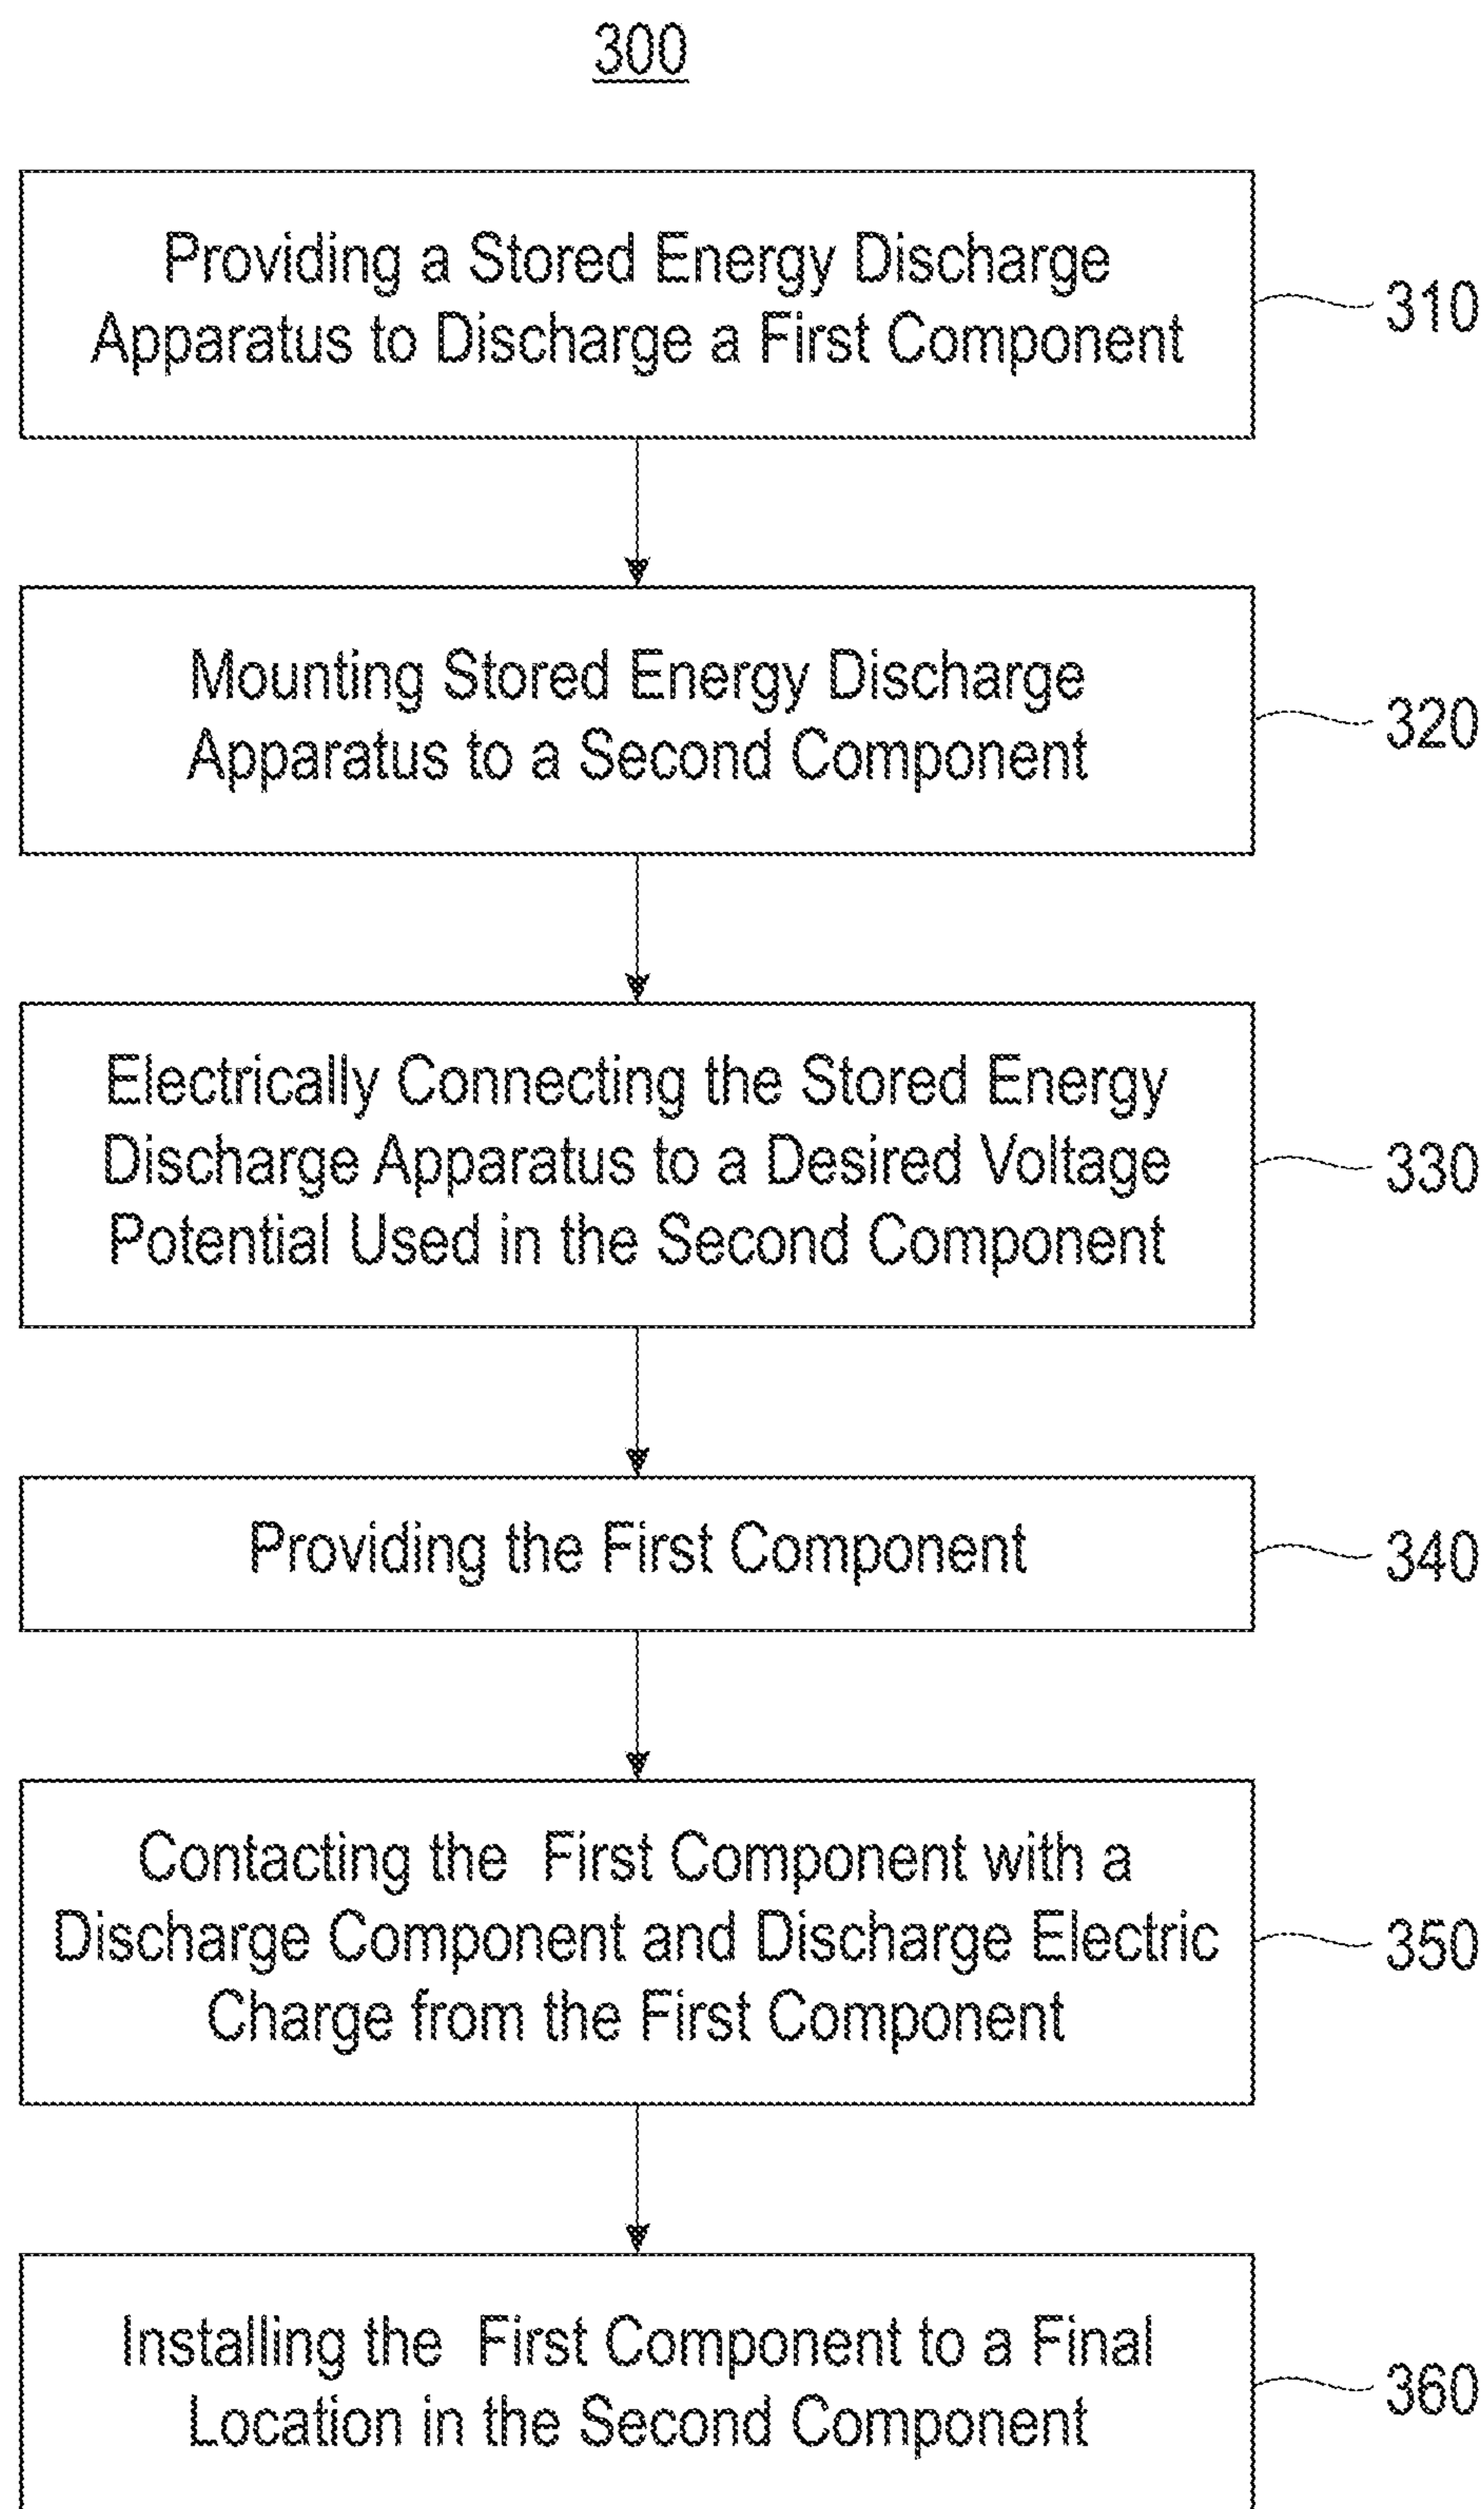 300
Providing a Stored Energy Discharge
Apparatus to Discharge a First Component
310
Mounting Stored Energy Discharge
Apparatus to a Second Component
320
Electrically Connecting the Stored Energy
Discharge Apparatus to a Desired Voltage
Potential Used in the Second Component
330
Providing the First Component
340
Contacting the First Component with a
Discharge Component and Discharge Electric
Charge from the First Component
350
Installing the First Component to a Final
Location in the Second Component
360